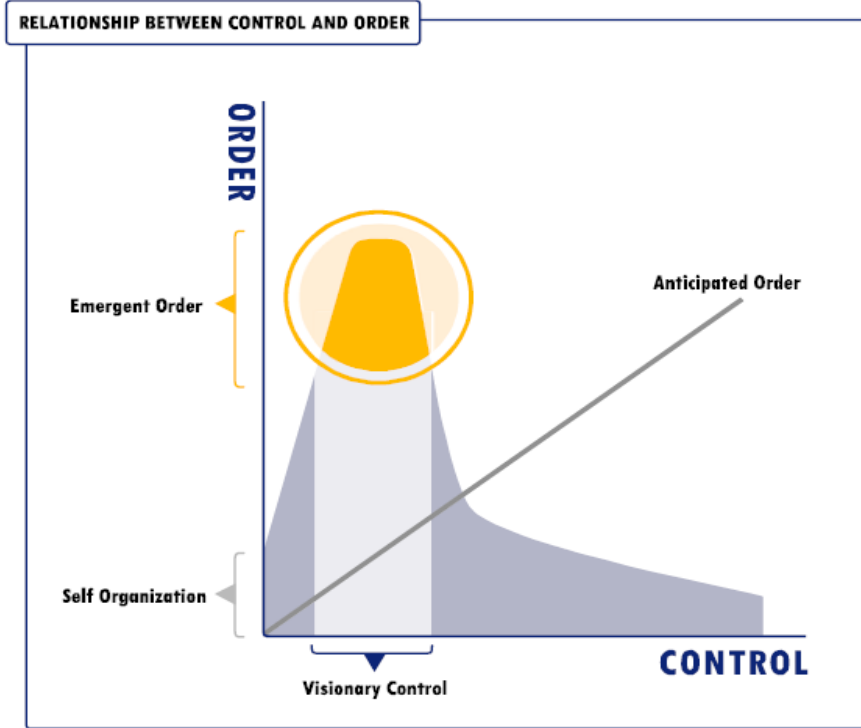 RELATIONSHIP BETWEEN CONTROL AND ORDER
ORDER
Emergent Order
Anticipated Order
Self Organization
CONTROL
Visionary Control